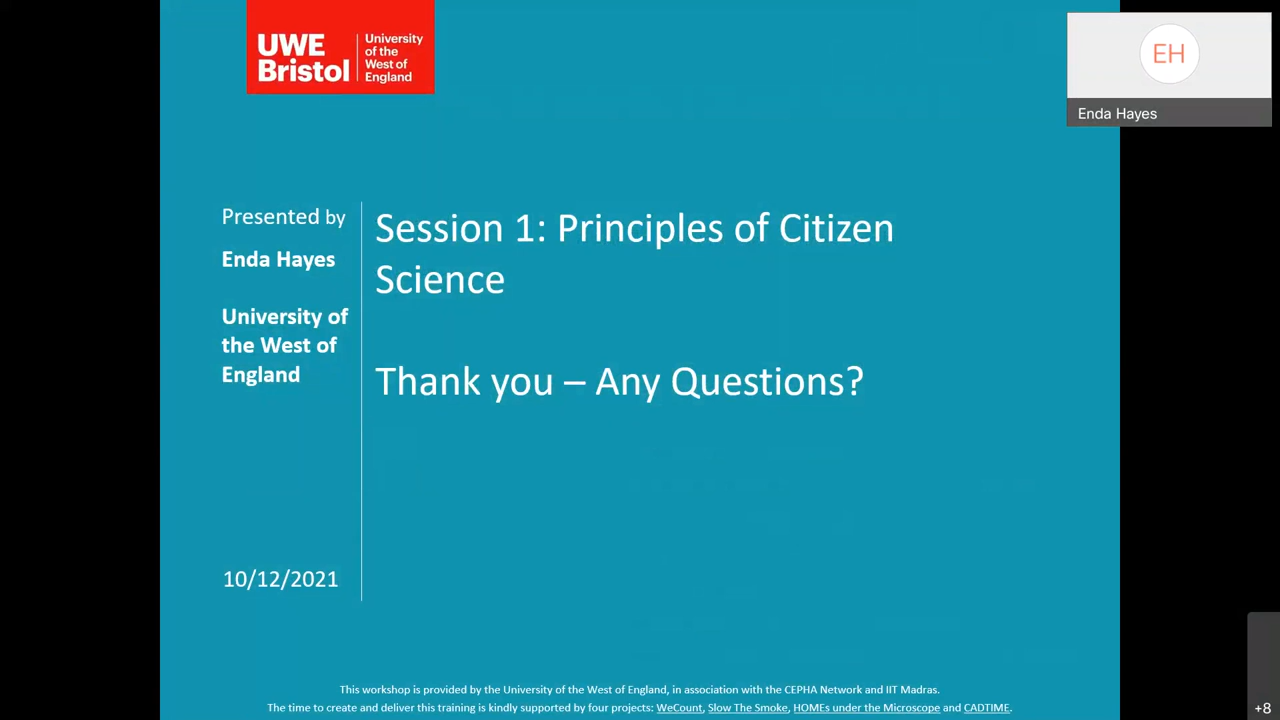 UWE
Bristol
University
of the
West of
England
EH
Enda Hayes
Presented by
Enda Hayes
University of
the West of
England
10/12/2021
Session 1: Principles of Citizen
Science
Thank you – Any Questions?
This workshop is provided by the University of the West of England, in association with the CEPHA Network and IIT Madras.
The time to create and deliver this training is kindly supported by four projects: WeCount, Slow The Smoke, HOMEs under the Microscope and CADTIME.
+8